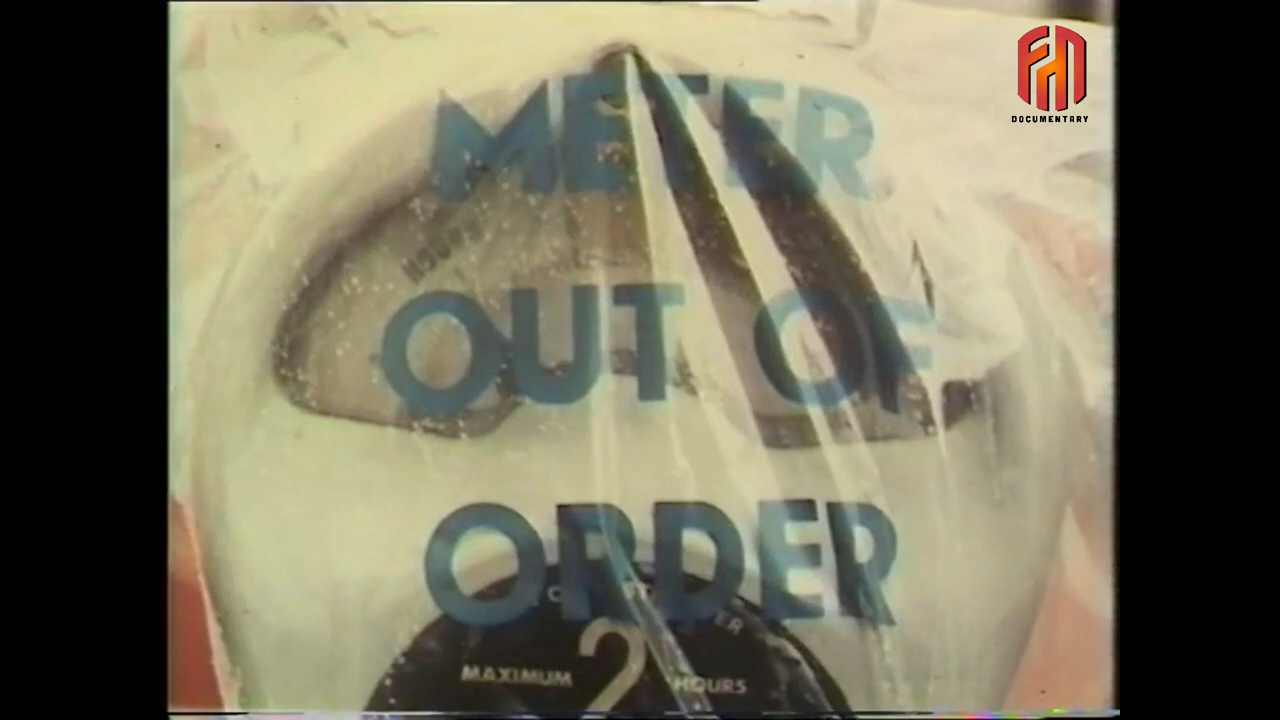 DOCUMENTARY
METER
OUT OF
ORDER
MAXIMUM 2 HOURS